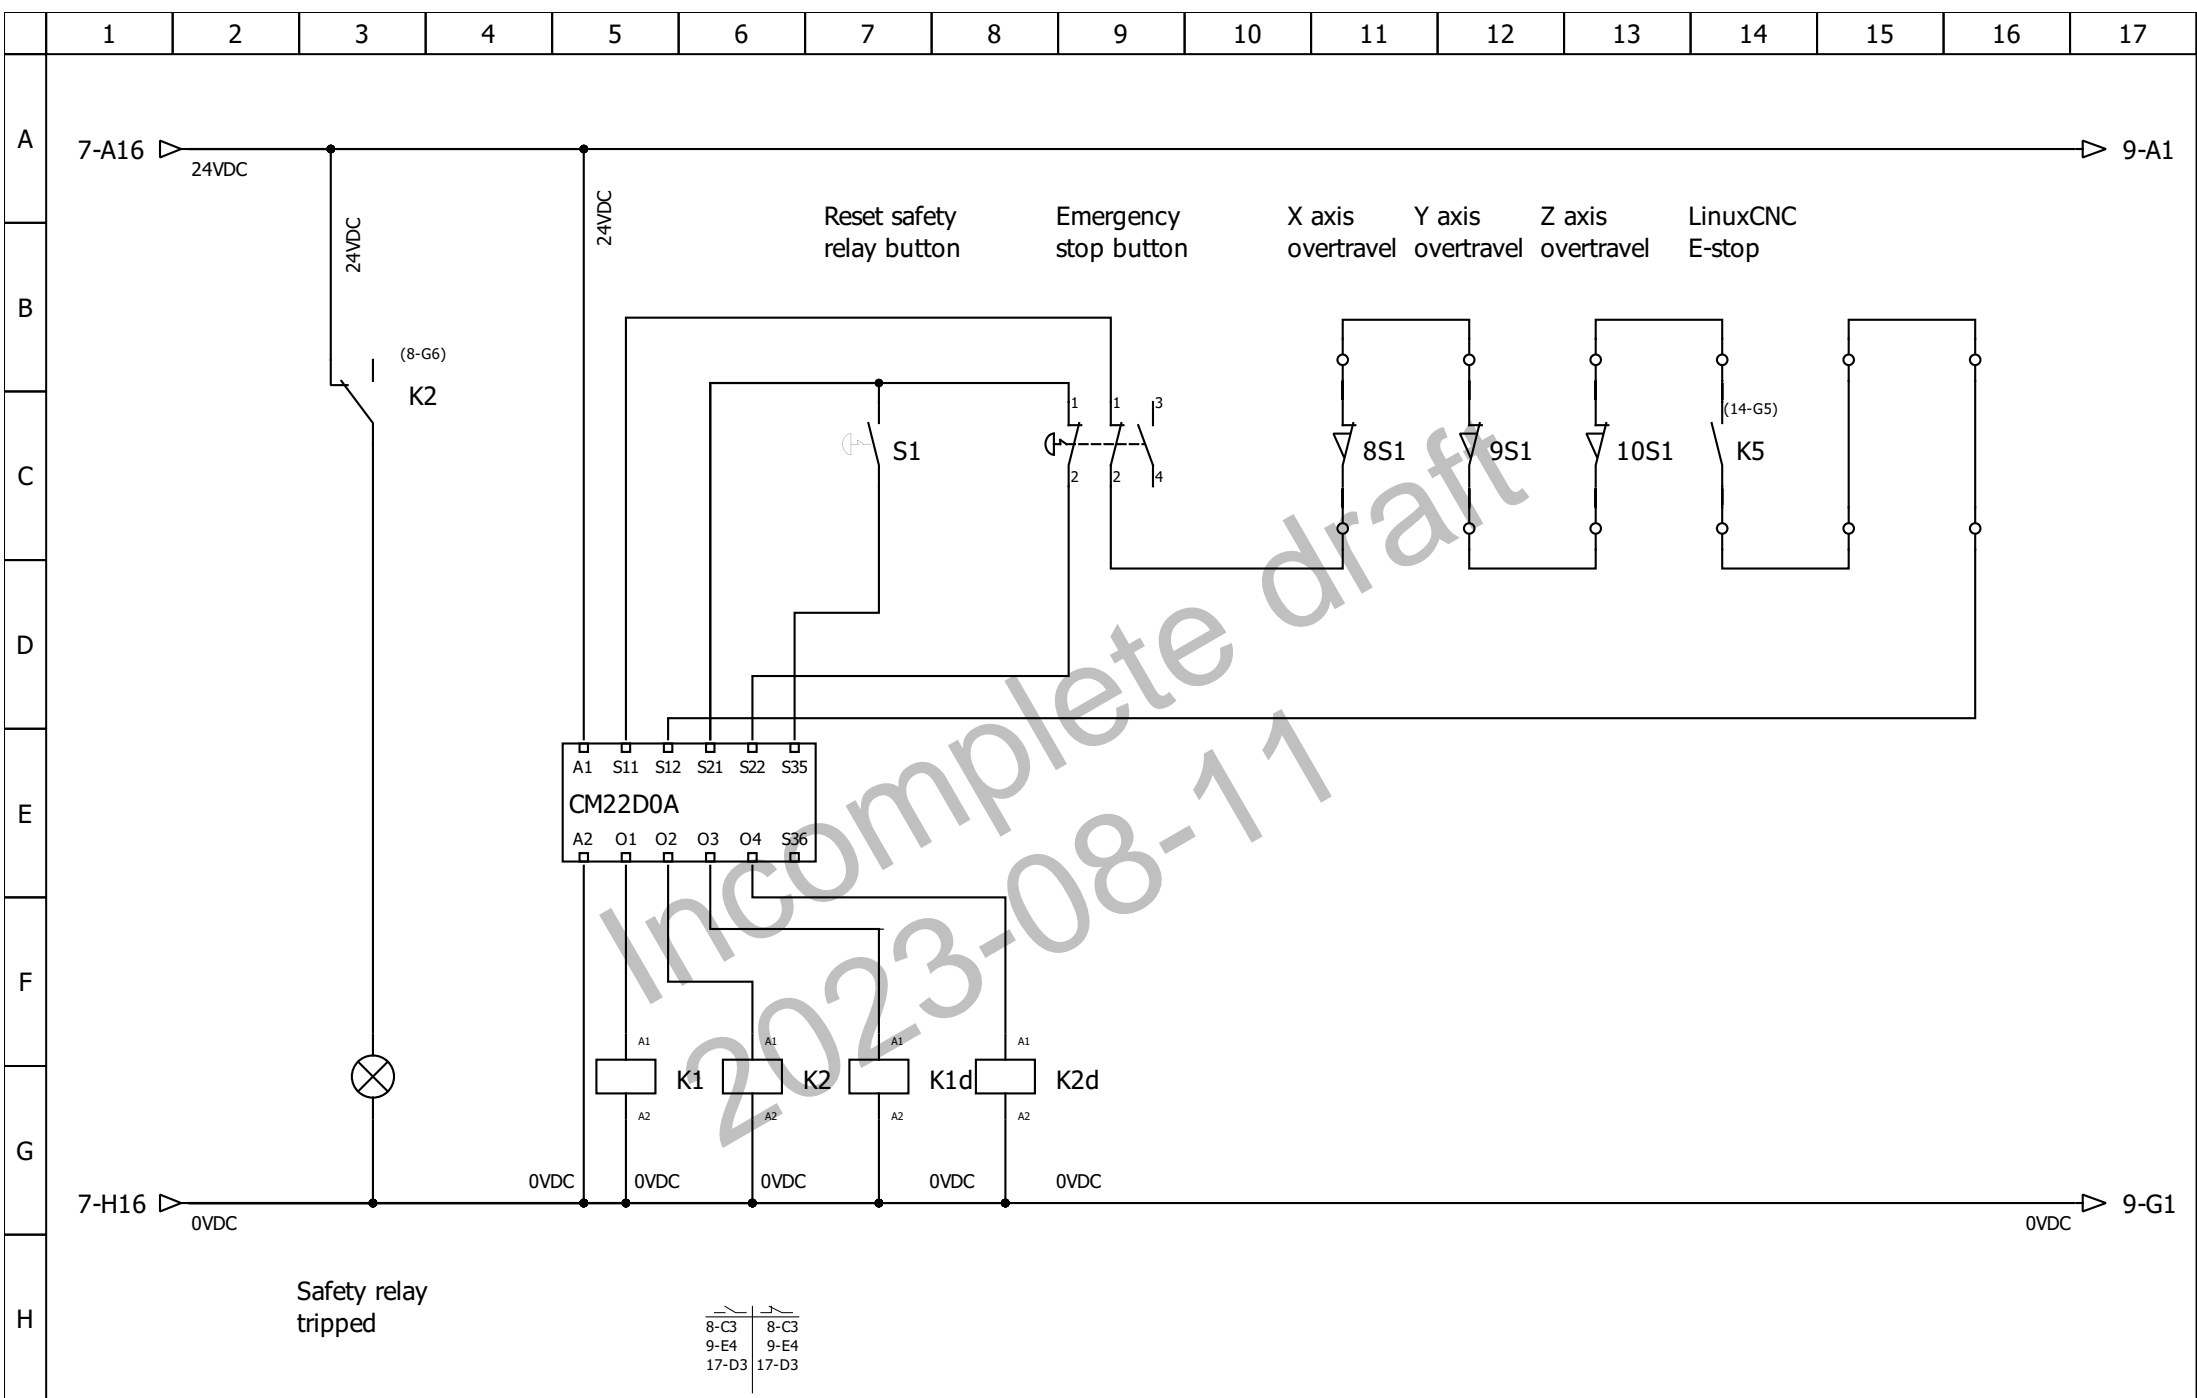 1 2 3 4 5 6 7 8 9 10 11 12 13 14 15 16 17
A
7-A16
24VDC
9-A1
24VDC
24VDC
Reset safety
relay button
Emergency
stop button
X axis
overtravel
Y axis
overtravel
Z axis
overtravel
LinuxCNC
E-stop
B
(8-G6)
K2
C
S1
1 1 3
2 2 4
8S1
9S1
10S1
(14-G5)
K5
D
E
A1 S11 S12 S21 S22 S35
CM22D0A
A2 O1 O2 O3 O4 S36
F
A1 A1 A1 A1
K1 K2 K1d K2d
A2 A2 A2 A2
G
0VDC 0VDC 0VDC 0VDC 0VDC
7-H16
0VDC
0VDC
9-G1
H
Safety relay
tripped
8-C3 8-C3
9-E4 9-E4
17-D3 17-D3
Incomplete draft
2023-08-11